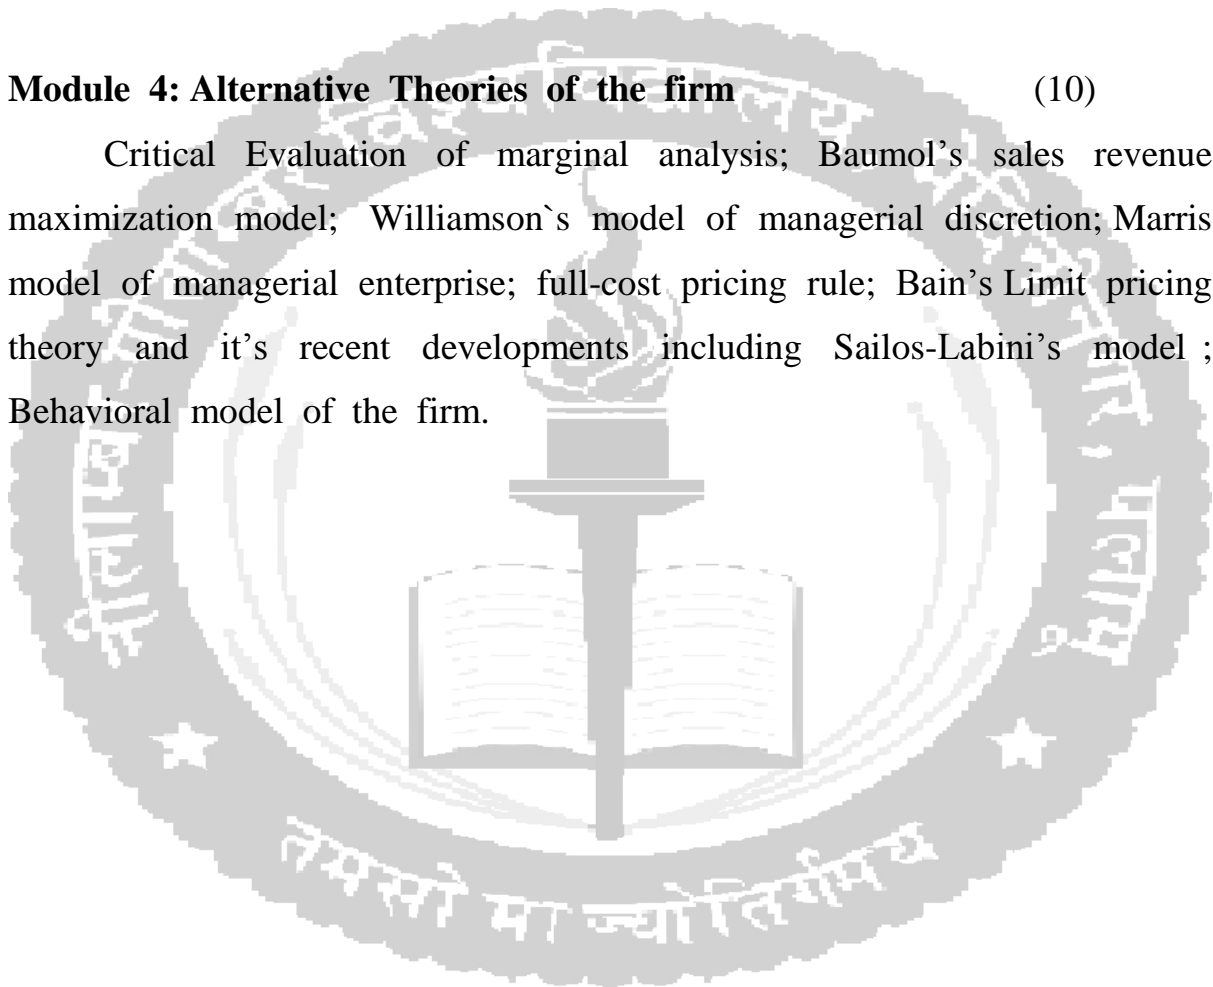 Module 4: Alternative Theories of the firm (10)
Critical Evaluation of marginal analysis; Baumol’s sales revenue
maximization model; Williamson`s model of managerial discretion; Marris
model of managerial enterprise; full-cost pricing rule; Bain’s Limit pricing
theory and it’s recent developments including Sailos-Labini’s model ;
Behavioral model of the firm.
तमसो मा ज्योतिर्गमय